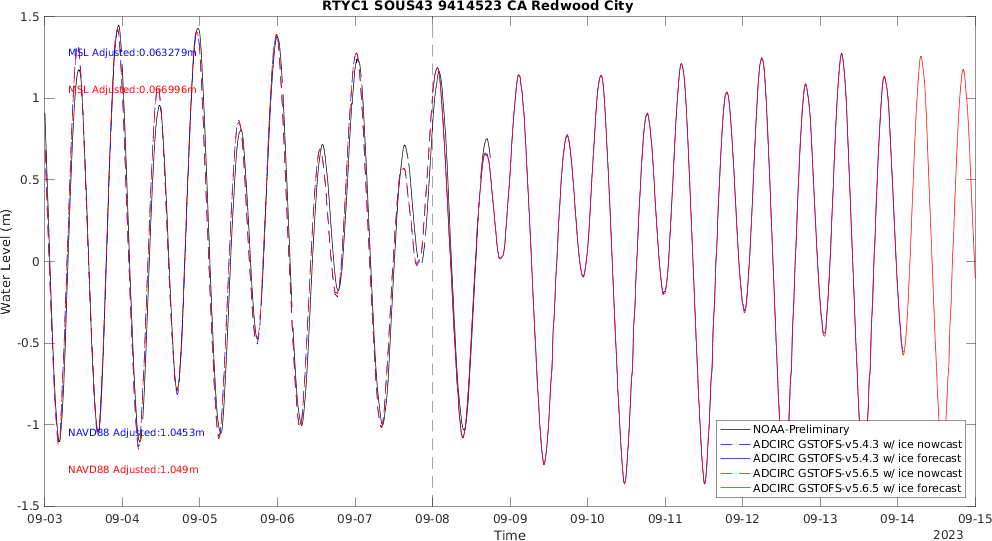 RTYC1 SOUS43 9414523 CA Redwood City
1.5
1
0.5
0
-0.5
-1
-1.5
Water Level (m)
MSL Adjusted:0.063279m
MSL Adjusted:0.066996m
NAVD88 Adjusted:1.0453m
NAVD88 Adjusted:1.049m
NOAA-Preliminary
ADCIRC GSTOFS-v5.4.3 w/ ice nowcast
ADCIRC GSTOFS-v5.4.3 w/ ice forecast
ADCIRC GSTOFS-v5.6.5 w/ ice nowcast
ADCIRC GSTOFS-v5.6.5 w/ ice forecast
09-03 09-04 09-05 09-06 09-07 09-08 09-09 09-10 09-11 09-12 09-13 09-14 09-15
Time
2023